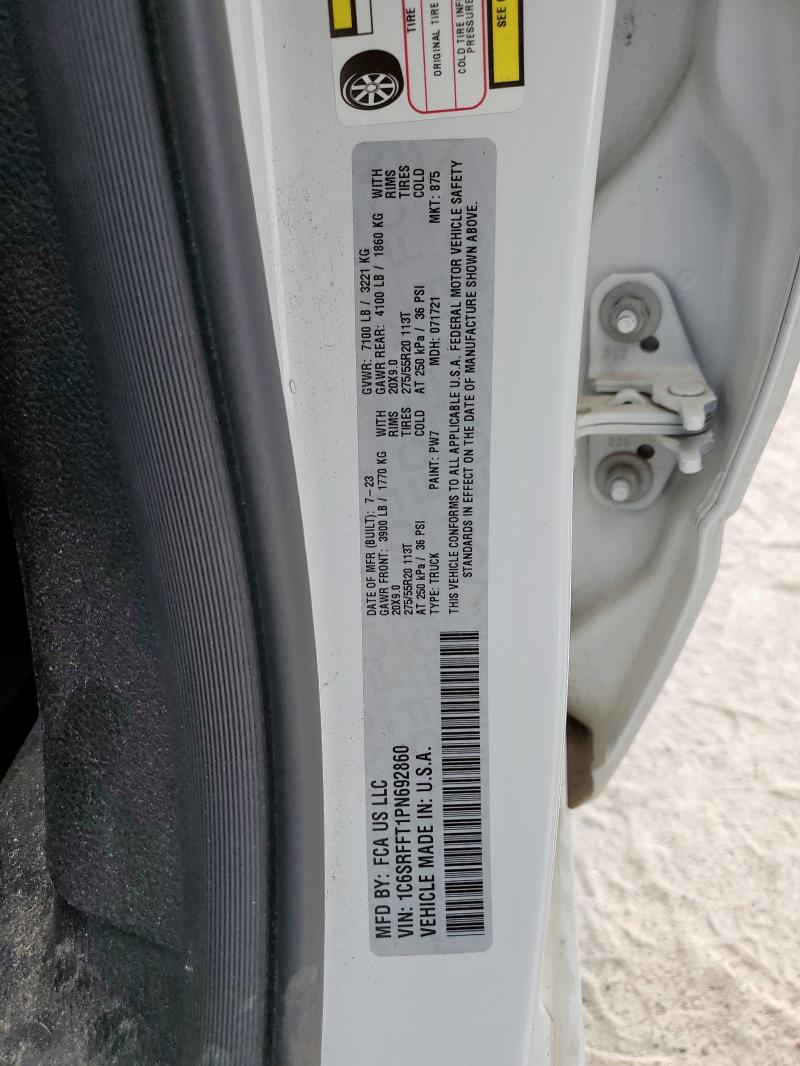 MFD BY: FCA US LLC
VIN: 1C6SRFFT1PN692860
VEHICLE MADE IN: U.S.A.
DATE OF MFR (BUILT): 7-23
GAWR FRONT: 3900 LB / 1770 KG WITH
20X9.0 RIMS
275/55R20 113T TIRES
AT 250 kPa / 36 PSI COLD
GVWR: 7100 LB / 3221 KG
GAWR REAR: 4100 LB / 1860 KG WITH
20X9.0 RIMS
275/55R20 113T TIRES
AT 250 kPa / 36 PSI COLD
TYPE: TRUCK PAINT: PW7 MDH: 071721 MKT: 875
THIS VEHICLE CONFORMS TO ALL APPLICABLE U.S.A. FEDERAL MOTOR VEHICLE SAFETY
STANDARDS IN EFFECT ON THE DATE OF MANUFACTURE SHOWN ABOVE.
TIRE
ORIGINAL TIRE
COLD TIRE INF
PRESSURE
SEE